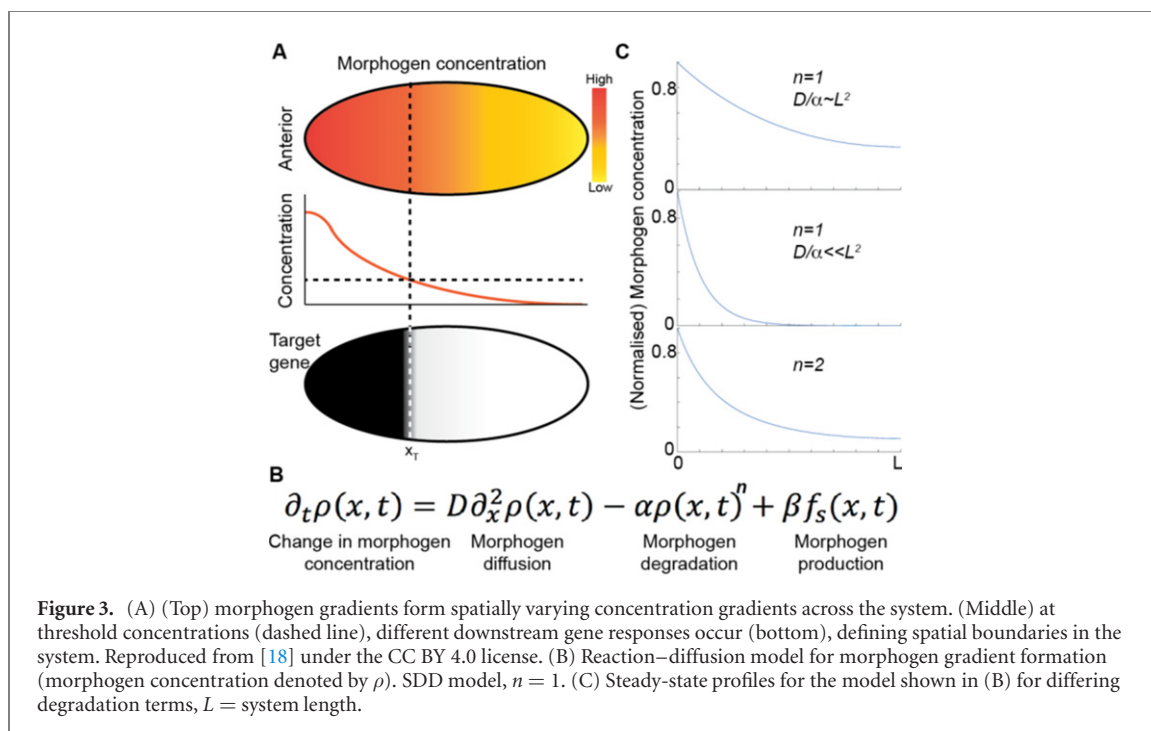 A
Morphogen concentration
High
Low
Anterior
Concentration
Target
gene
x_T
C
(Normalised) Morphogen concentration
0.8
0
n=1
D/α~L²
0.8
0
n=1
D/α<<L²
0.8
0
n=2
0
L
B
∂ₜρ(x, t) = D∂ₓ²ρ(x, t) − αρ(x, t)ⁿ + βfₛ(x, t)
Change in morphogen
concentration
Morphogen
diffusion
Morphogen
degradation
Morphogen
production
Figure 3. (A) (Top) morphogen gradients form spatially varying concentration gradients across the system. (Middle) at
threshold concentrations (dashed line), different downstream gene responses occur (bottom), defining spatial boundaries in the
system. Reproduced from [18] under the CC BY 4.0 license. (B) Reaction–diffusion model for morphogen gradient formation
(morphogen concentration denoted by ρ). SDD model, n = 1. (C) Steady-state profiles for the model shown in (B) for differing
degradation terms, L = system length.